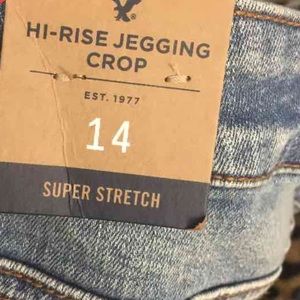 HI-RISE JEGGING
CROP
EST. 1977
14
SUPER STRETCH